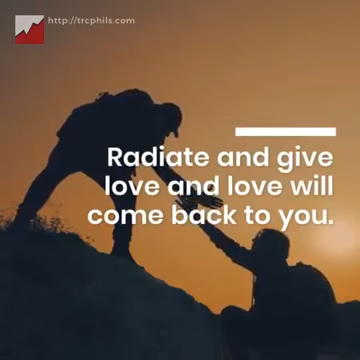 http://trcphils.com
Radiate and give
love and love will
come back to you.